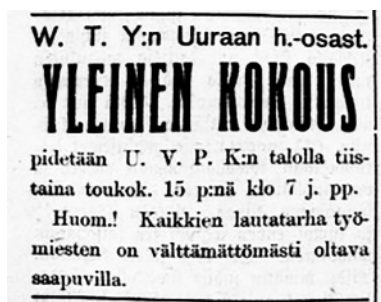 W. T. Y:n Uuraan h.-osast.
YLEINEN KOKOUS
pidetään U. V. P. K:n talolla tiis-
taina toukok. 15 p:nä klo 7 j. pp.
Huom.! Kaikkien lautatarha työ-
miesten on välttämättömästi oltava
saapuvilla.